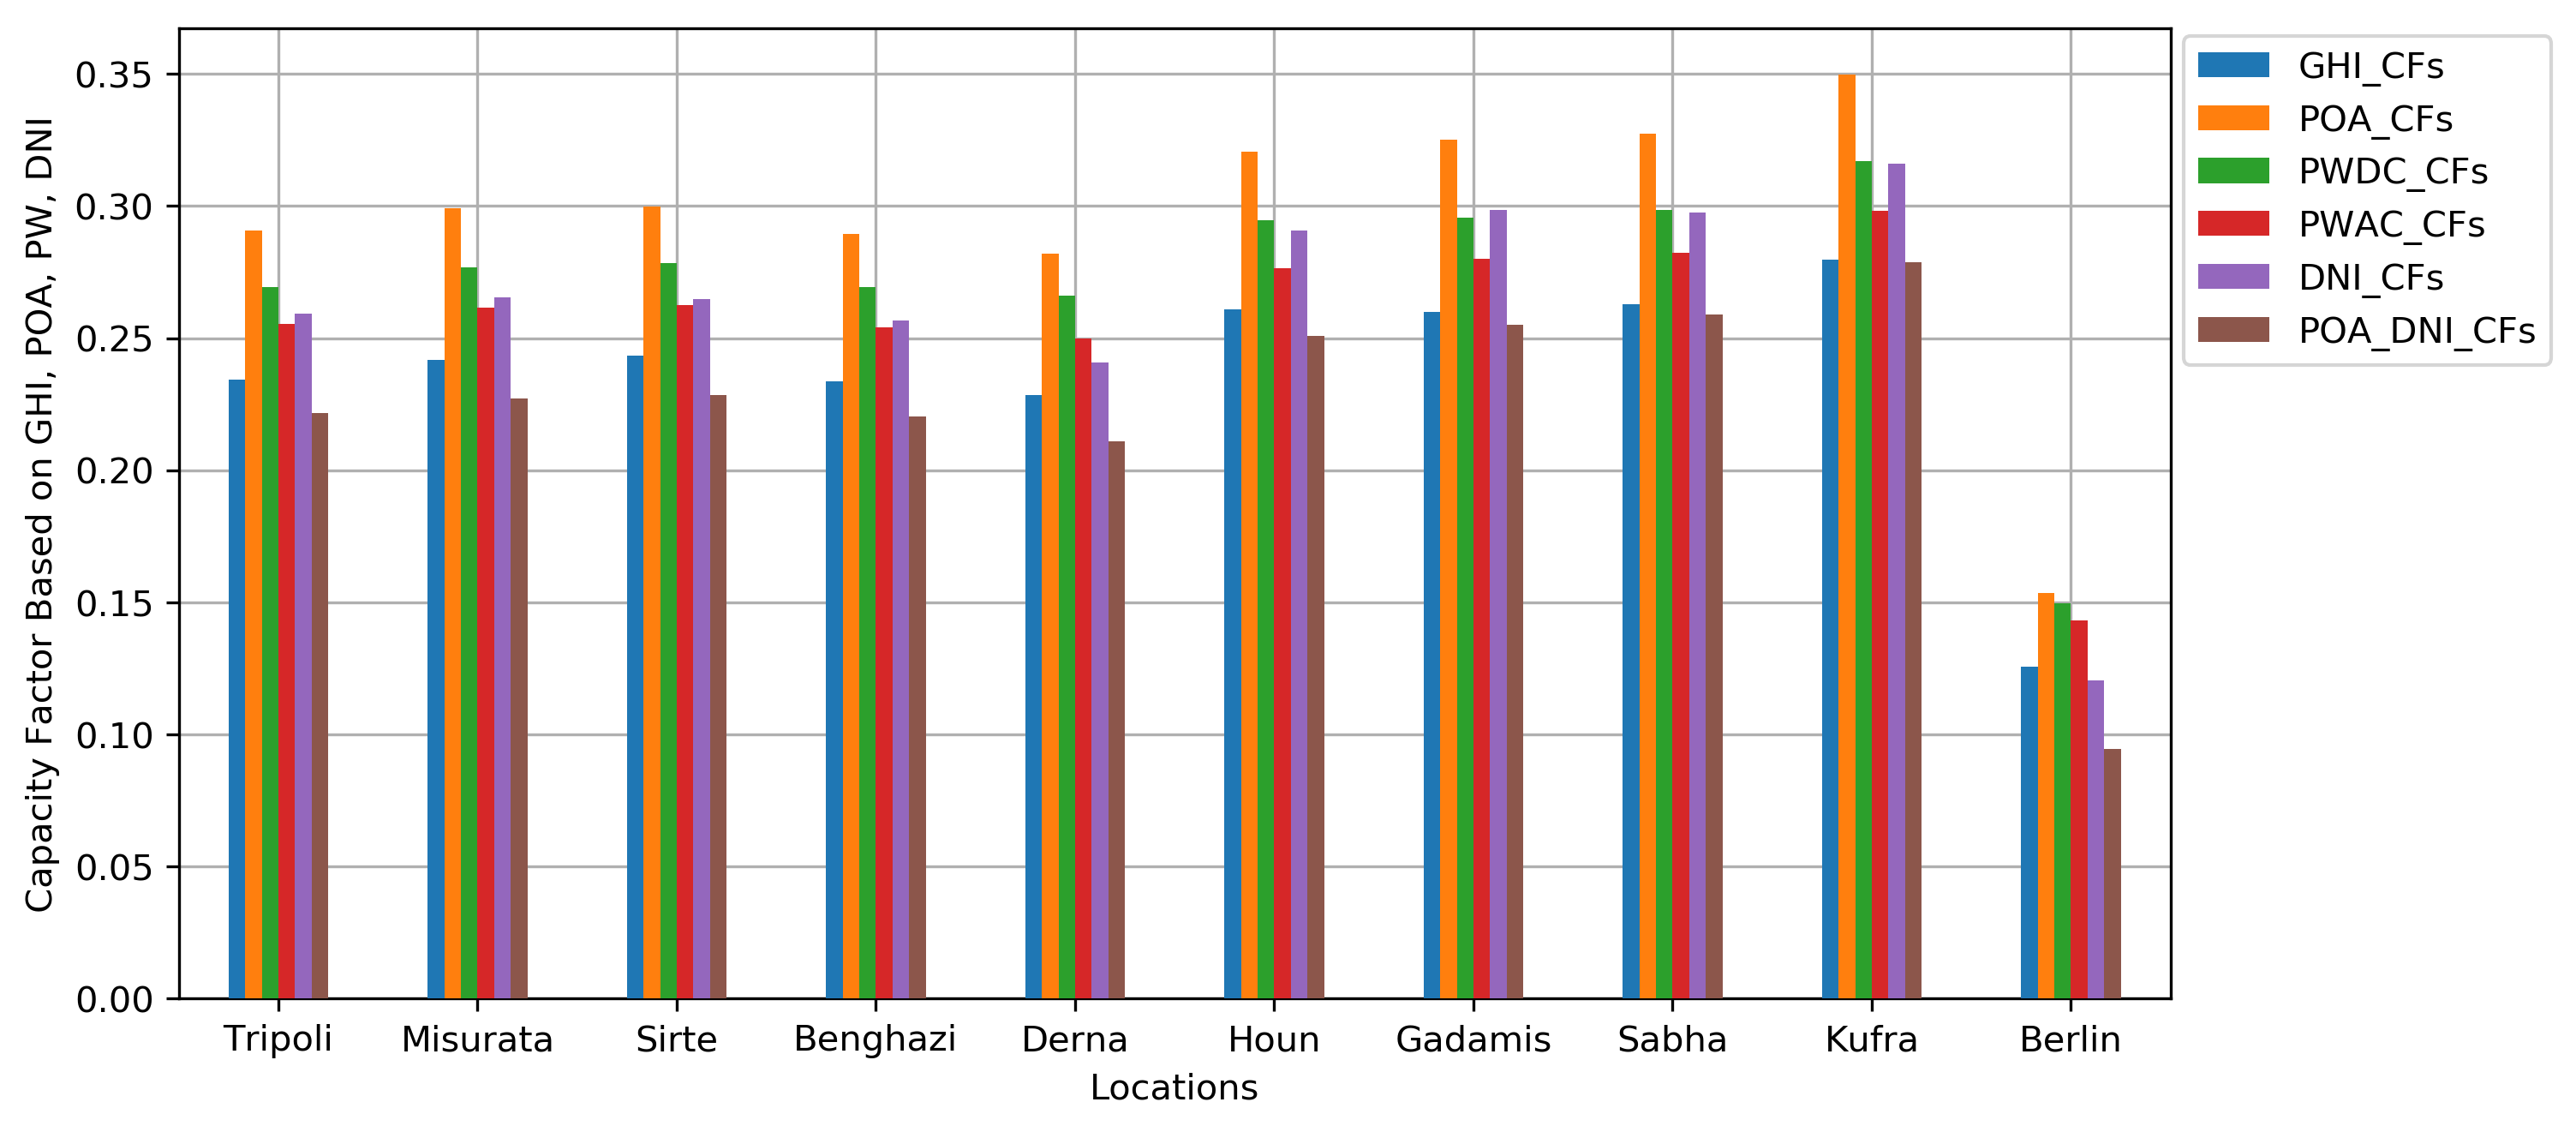 Capacity Factor Based on GHI, POA, PW, DNI
0.35
0.30
0.25
0.20
0.15
0.10
0.05
0.00
Tripoli
Misurata
Sirte
Benghazi
Derna
Houn
Gadamis
Sabha
Kufra
Berlin
Locations
GHI_CFs
POA_CFs
PWDC_CFs
PWAC_CFs
DNI_CFs
POA_DNI_CFs